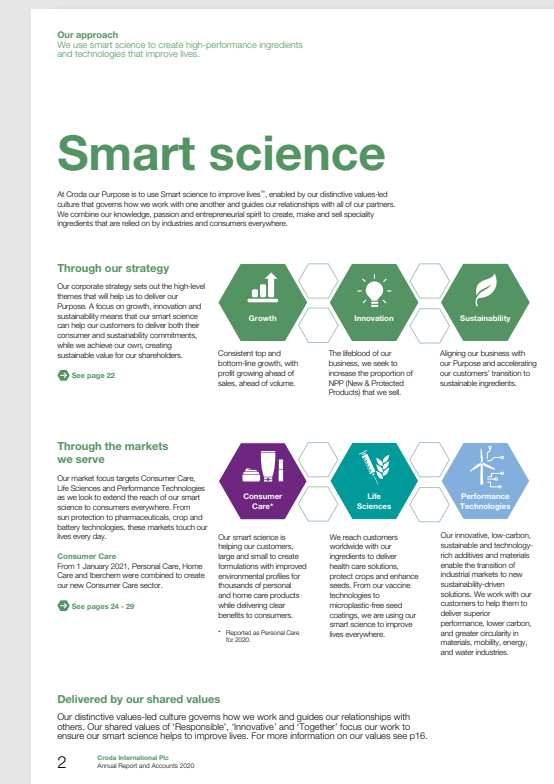 Our approach
We use smart science to create high-performance ingredients
and technologies that improve lives.
Smart science
At Croda our Purpose is to use Smart science to improve lives™, enabled by our distinctive values-led
culture that governs how we work with one another and guides our relationships with all of our partners.
We combine our knowledge, passion and entrepreneurial spirit to create, make and sell speciality
ingredients that are relied on by industries and consumers everywhere.
Through our strategy
Our corporate strategy sets out the high-level
themes that will help us to deliver our
Purpose. A focus on growth, innovation and
sustainability means that our smart science
can help our customers to deliver both their
consumer and sustainability commitments,
while we achieve our own, creating
sustainable value for our shareholders.
See page 22
Growth
Consistent top and
bottom-line growth, with
profit growing ahead of
sales, ahead of volume.
Innovation
The lifeblood of our
business, we seek to
increase the proportion of
NPP (New & Protected
Products) that we sell.
Sustainability
Aligning our business with
our Purpose and accelerating
our customers' transition to
sustainable ingredients.
Through the markets
we serve
Our market focus targets Consumer Care,
Life Sciences and Performance Technologies
as we look to extend the reach of our smart
science to consumers everywhere. From
sun protection to pharmaceuticals, crop and
battery technologies, these markets touch our
lives every day.
Consumer Care
From 1 January 2021, Personal Care, Home
Care and Iberchem were combined to create
our new Consumer Care sector.
See pages 24 - 29
Consumer
Care*
Our smart science is
helping our customers,
large and small to create
formulations with improved
environmental profiles for
thousands of personal
and home care products
while delivering clear
benefits to consumers.
* Reported as Personal Care
for 2020.
Life
Sciences
We reach customers
worldwide with our
ingredients to deliver
health care solutions,
protect crops and enhance
seeds. From our vaccine
technologies to
microplastic-free seed
coatings, we are using our
smart science to improve
lives everywhere.
Performance
Technologies
Our innovative, low-carbon,
sustainable and technology-
rich additives and materials
enable the transition of
industrial markets to new
sustainability-driven
solutions. We work with our
customers to help them to
deliver superior
performance, lower carbon,
and greater circularity in
materials, mobility, energy,
and water industries.
Delivered by our shared values
Our distinctive values-led culture governs how we work and guides our relationships with
others. Our shared values of 'Responsible', 'Innovative' and 'Together' focus our work to
ensure our smart science helps to improve lives. For more information on our values see p16.
2
Croda International Plc
Annual Report and Accounts 2020